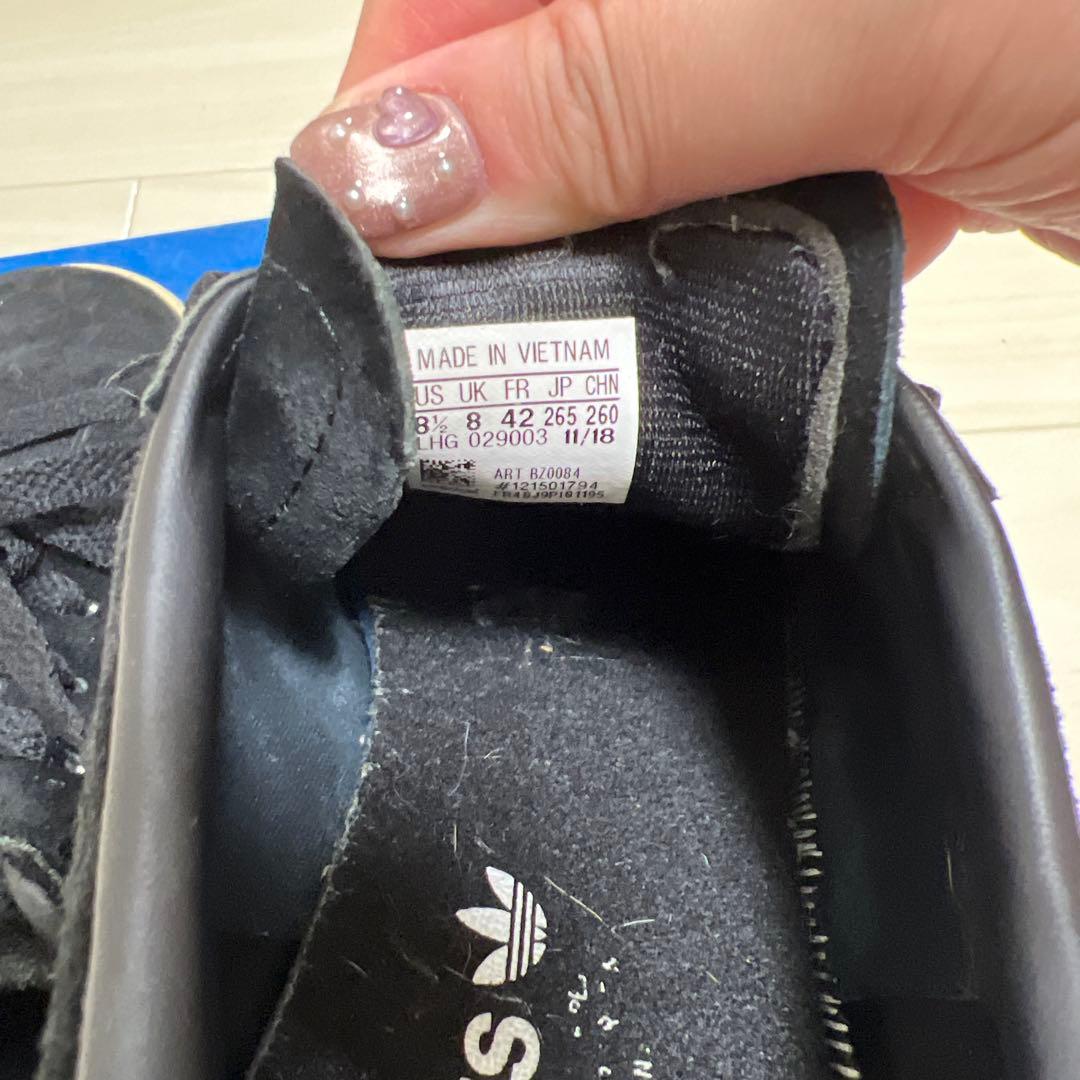 MADE IN VIETNAM
US UK FR JP CHN
8½ 8 42 265 260
LHG 029003 11/18
ART BZ0084
#121501794